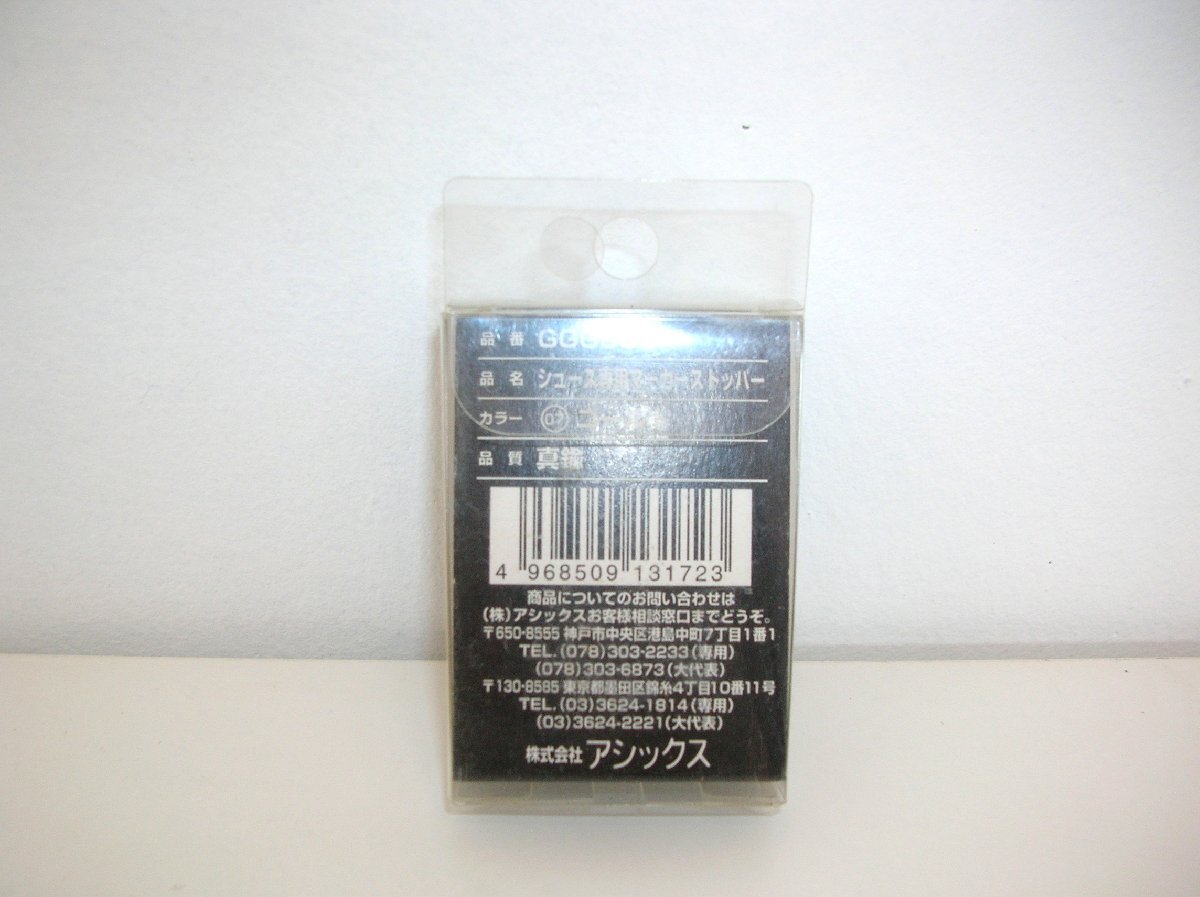 品番
品名 シューズ
カラー
品質 真鍮
4 968509 131723
商品についてのお問い合わせは
(株)アシックスお客様相談窓口までどうぞ。
〒650-8555 神戸市中央区港島中町7丁目1番1
TEL.(078)303-2233(専用)
(078)303-6873(大代表)
〒130-8585 東京都墨田区錦糸4丁目10番11号
TEL.(03)3624-1814(専用)
(03)3624-2221(大代表)
株式会社 アシックス